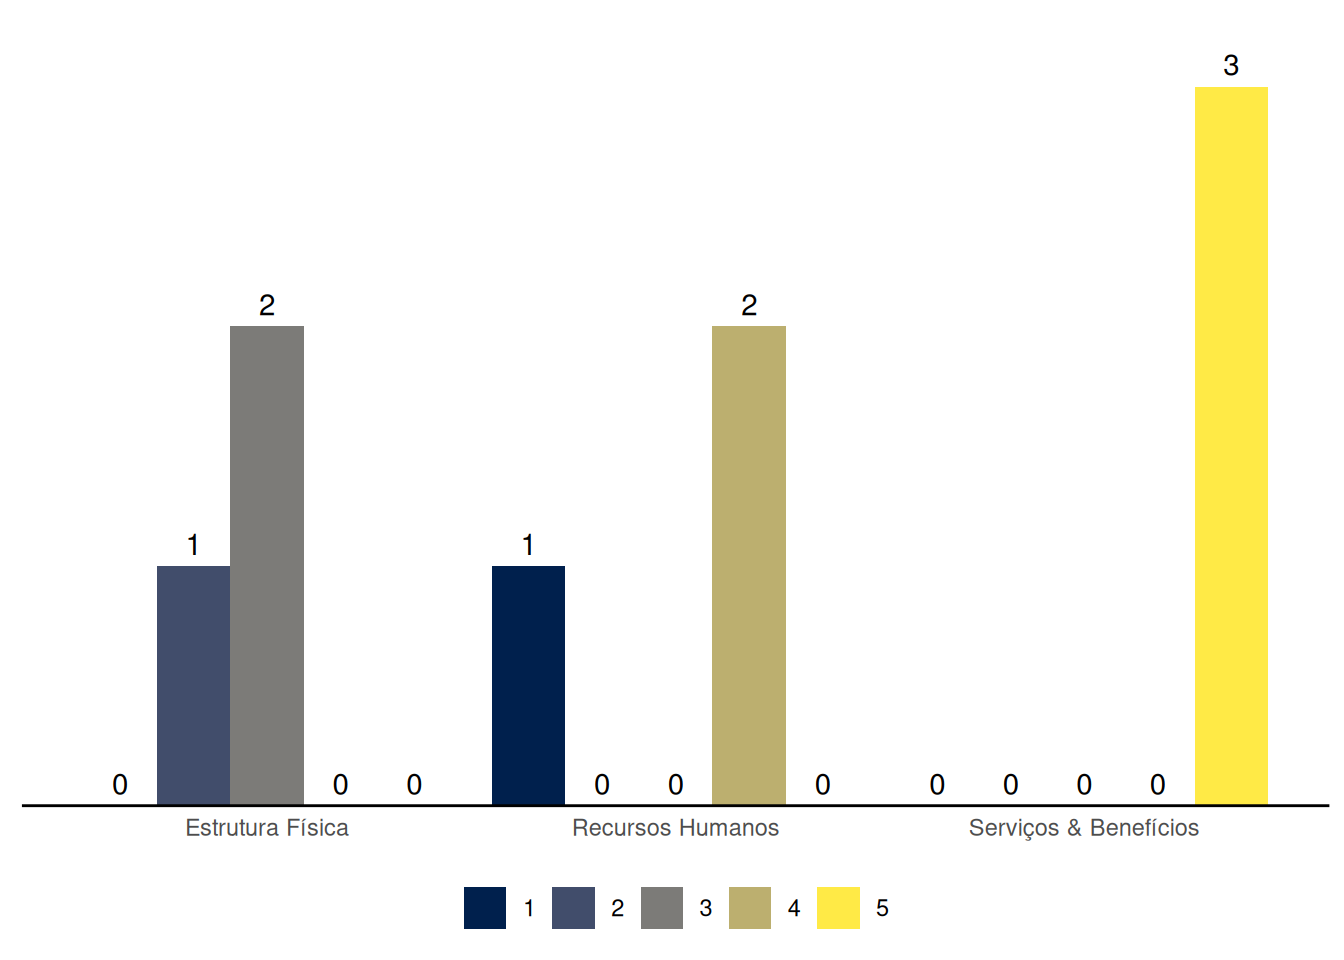 3
2 2
1 1
0 0 0 0 0 0 0 0 0 0
Estrutura Física Recursos Humanos Serviços & Benefícios
1 2 3 4 5